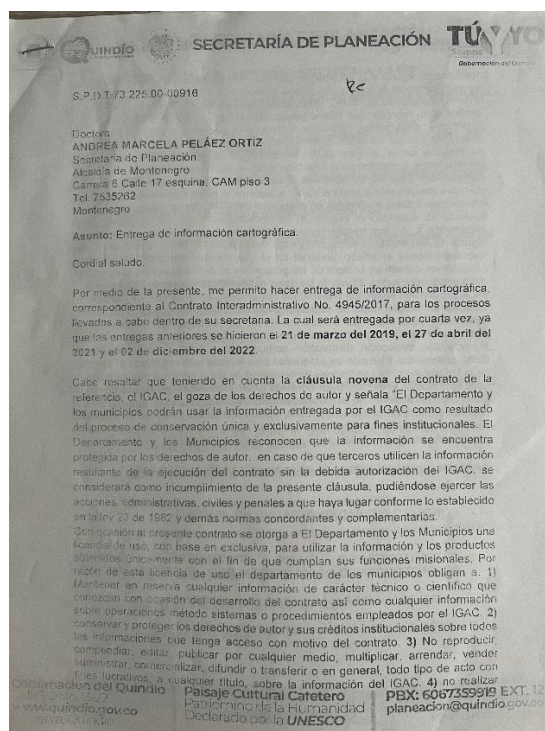 QUINDÍO
SECRETARÍA DE PLANEACIÓN
TÚ Y YO
Somos
Gobernación del Quindío
S.P.D.T.73.225.00-00916
Doctora
ANDREA MARCELA PELÁEZ ORTIZ
Secretaria de Planeación
Alcaldía de Montenegro
Carrera 6 Calle 17 esquina, CAM piso 3
Tel. 7535262
Montenegro
Asunto: Entrega de información cartográfica.
Cordial saludo,
Por medio de la presente, me permito hacer entrega de información cartográfica,
correspondiente al Contrato Interadministrativo No. 4945/2017, para los procesos
llevados a cabo dentro de su secretaria. La cual será entregada por cuarta vez, ya
que las entregas anteriores se hicieron el 21 de marzo del 2019, el 27 de abril del
2021 y el 02 de diciembre del 2022.
Cabe resaltar que teniendo en cuenta la cláusula novena del contrato de la
referencia, el IGAC, el goza de los derechos de autor y señala "El Departamento y
los municipios podrán usar la información entregada por el IGAC como resultado
del proceso de conservación única y exclusivamente para fines institucionales. El
Departamento y los Municipios reconocen que la información se encuentra
protegida por los derechos de autor, en caso de que terceros utilicen la información
resultante de la ejecución del contrato sin la debida autorización del IGAC, se
considerará como incumplimiento de la presente cláusula, pudiéndose ejercer las
acciones, administrativas, civiles y penales a que haya lugar conforme lo establecido
en la ley 23 de 1982 y demás normas concordantes y complementarias.
Con ocasión al presente contrato se otorga a El Departamento y los Municipios una
licencia de uso, con base en exclusiva, para utilizar la información y los productos
obtenidos únicamente con el fin de que cumplan sus funciones misionales. Por
razón de esta licencia de uso el departamento de los municipios obligan a: 1)
Mantener en reserva cualquier información de carácter técnico o científico que
conozcan con ocasión del desarrollo del contrato así como cualquier información
sobre operaciones método sistemas o procedimientos empleados por el IGAC. 2)
conservar y proteger los derechos de autor y sus créditos institucionales sobre todos
los informaciones que tenga acceso con motivo del contrato. 3) No reproducir,
compendiar, editar, publicar por cualquier medio, multiplicar, arrendar, vender
suministrar, comercializar, difundir o transferir o en general, todo tipo de acto con
fines lucrativos, a cualquier título, sobre la información del IGAC. 4) no realizar
Gobernación del Quindío
www.quindio.gov.co
Quindío
Paisaje Cultural Cafetero
Patrimonio de la Humanidad
Declarado por la UNESCO
PBX: 6067359919 EXT. 12
planeacion@quindio.gov.co